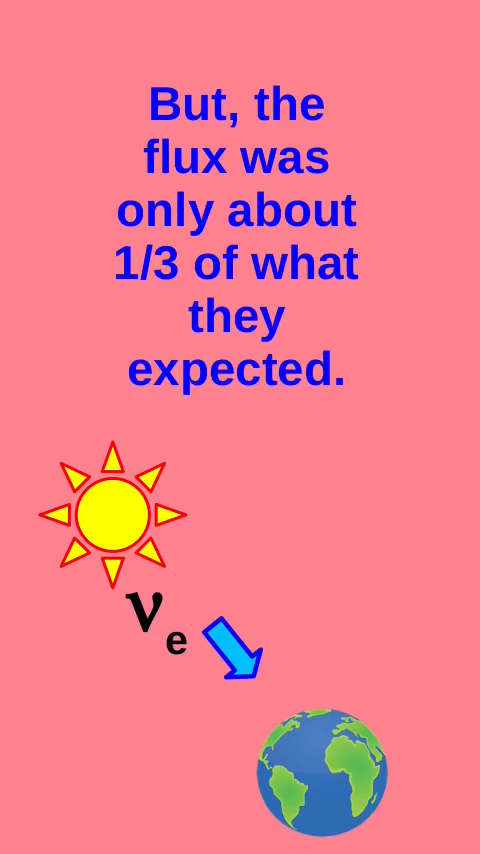 But, the
flux was
only about
1/3 of what
they
expected.
νe